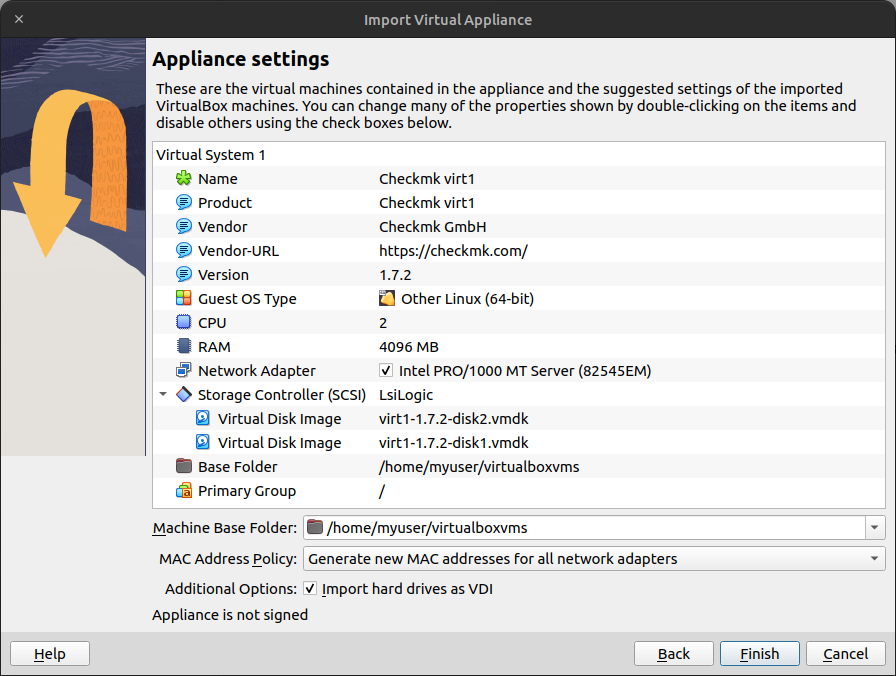 Import Virtual Appliance
Appliance settings
These are the virtual machines contained in the appliance and the suggested settings of the imported
VirtualBox machines. You can change many of the properties shown by double-clicking on the items and
disable others using the check boxes below.
Virtual System 1
Name Checkmk virt1
Product Checkmk virt1
Vendor Checkmk GmbH
Vendor-URL https://checkmk.com/
Version 1.7.2
Guest OS Type Other Linux (64-bit)
CPU 2
RAM 4096 MB
Network Adapter Intel PRO/1000 MT Server (82545EM)
Storage Controller (SCSI) LsiLogic
Virtual Disk Image virt1-1.7.2-disk2.vmdk
Virtual Disk Image virt1-1.7.2-disk1.vmdk
Base Folder /home/myuser/virtualboxvms
Primary Group /
Machine Base Folder: /home/myuser/virtualboxvms
MAC Address Policy: Generate new MAC addresses for all network adapters
Additional Options: Import hard drives as VDI
Appliance is not signed
Help Back Finish Cancel